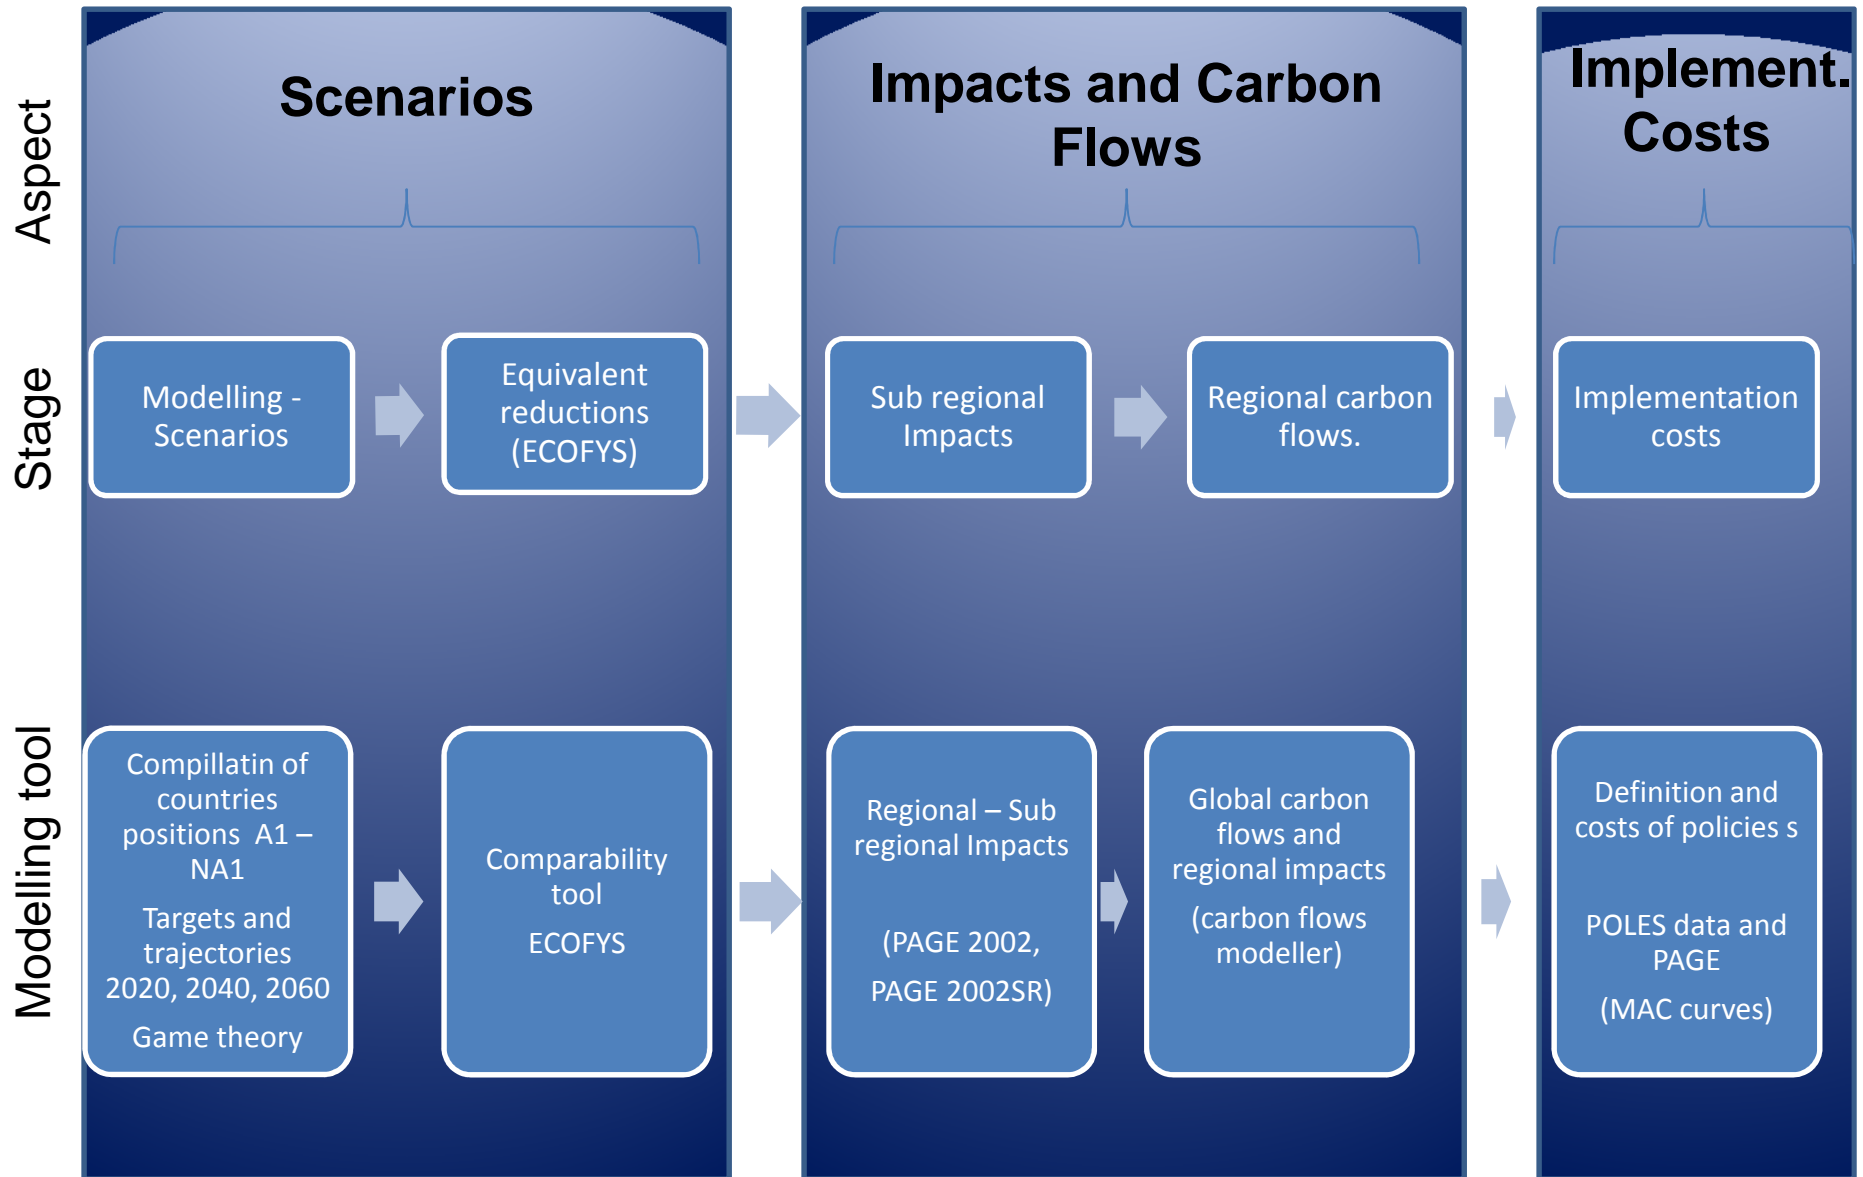 Aspect
Scenarios
Impacts and Carbon
Flows
Implement.
Costs
Stage
Modelling -
Scenarios
Equivalent
reductions
(ECOFYS)
Sub regional
Impacts
Regional carbon
flows.
Implementation
costs
Modelling tool
Compillatin of
countries
positions  A1 –
NA1
Targets and
trajectories
2020, 2040, 2060
Game theory
Comparability
tool
ECOFYS
Regional – Sub
regional Impacts
(PAGE 2002,
PAGE 2002SR)
Global carbon
flows and
regional impacts
(carbon flows
modeller)
Definition and
costs of policies s
POLES data and
PAGE
(MAC curves)